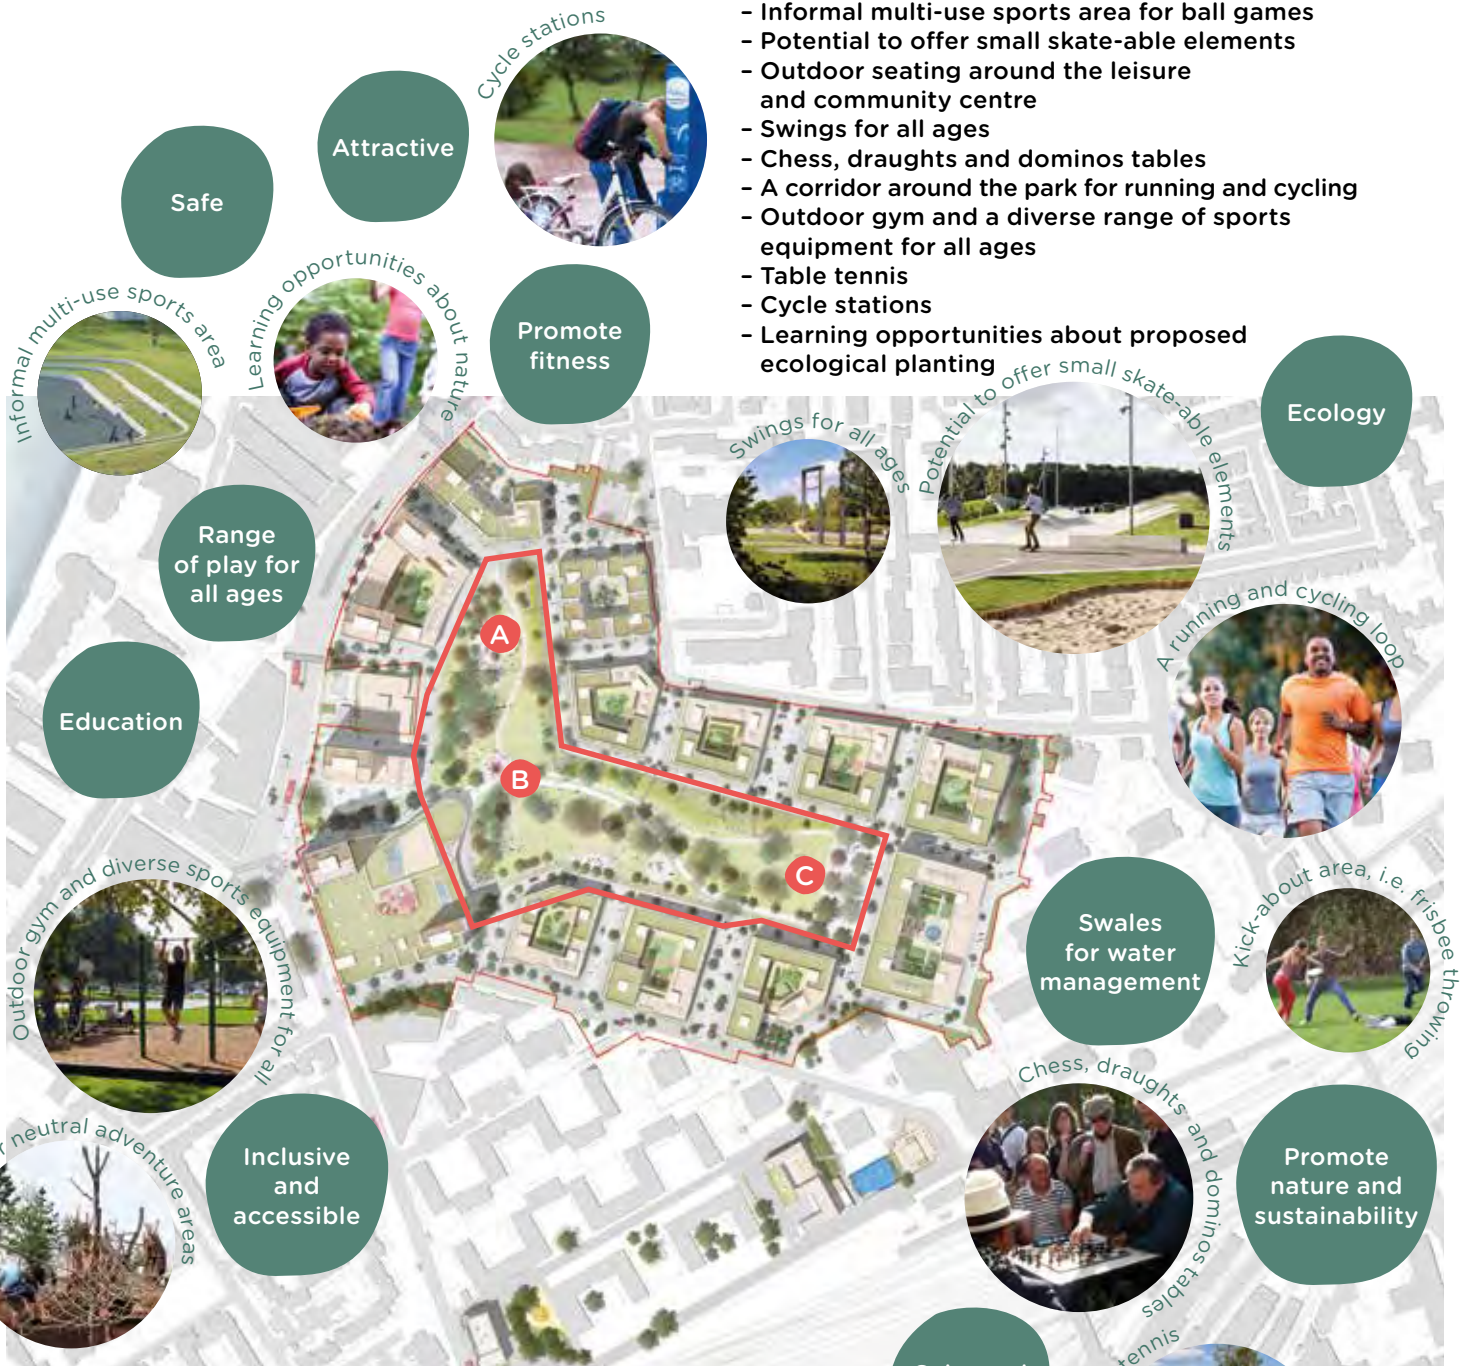 – Informal multi-use sports area for ball games
– Potential to offer small skate-able elements
– Outdoor seating around the leisure
and community centre
– Swings for all ages
– Chess, draughts and dominos tables
– A corridor around the park for running and cycling
– Outdoor gym and a diverse range of sports
equipment for all ages
– Table tennis
– Cycle stations
– Learning opportunities about proposed
ecological planting
Cycle stations
Attractive
Safe
Informal multi-use sports area
Learning opportunities about nature
Promote
fitness
Swings for all ages
Potential to offer small skate-able elements
Ecology
Range
of play for
all ages
A
A running and cycling loop
Education
B
C
Outdoor gym and diverse sports equipment for all
Swales
for water
management
Kick-about area, i.e. frisbee throwing
neutral adventure areas
Inclusive
and
accessible
Chess, draughts and dominos tables
Promote
nature and
sustainability
tennis